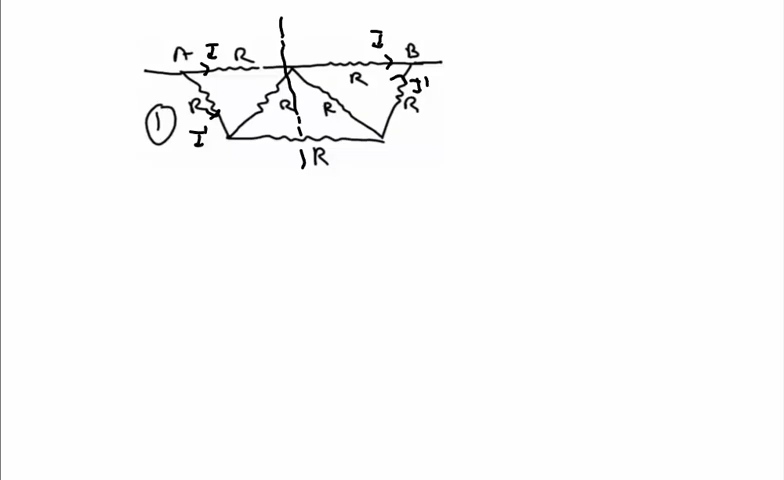 A I R I B
R
R R R I' R
① I'
R